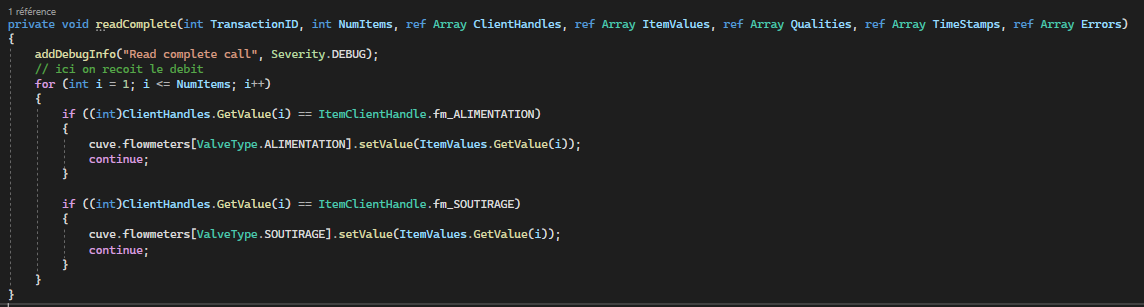 1 référence
private void readComplete(int TransactionID, int NumItems, ref Array ClientHandles, ref Array ItemValues, ref Array Qualities, ref Array TimeStamps, ref Array Errors)
{
addDebugInfo("Read complete call", Severity.DEBUG);
// ici on recoit le debit
for (int i = 1; i <= NumItems; i++)
{
if ((int)ClientHandles.GetValue(i) == ItemClientHandle.fm_ALIMENTATION)
{
cuve.flowmeters[ValveType.ALIMENTATION].setValue(ItemValues.GetValue(i));
continue;
}
if ((int)ClientHandles.GetValue(i) == ItemClientHandle.fm_SOUTIRAGE)
{
cuve.flowmeters[ValveType.SOUTIRAGE].setValue(ItemValues.GetValue(i));
continue;
}
}
}